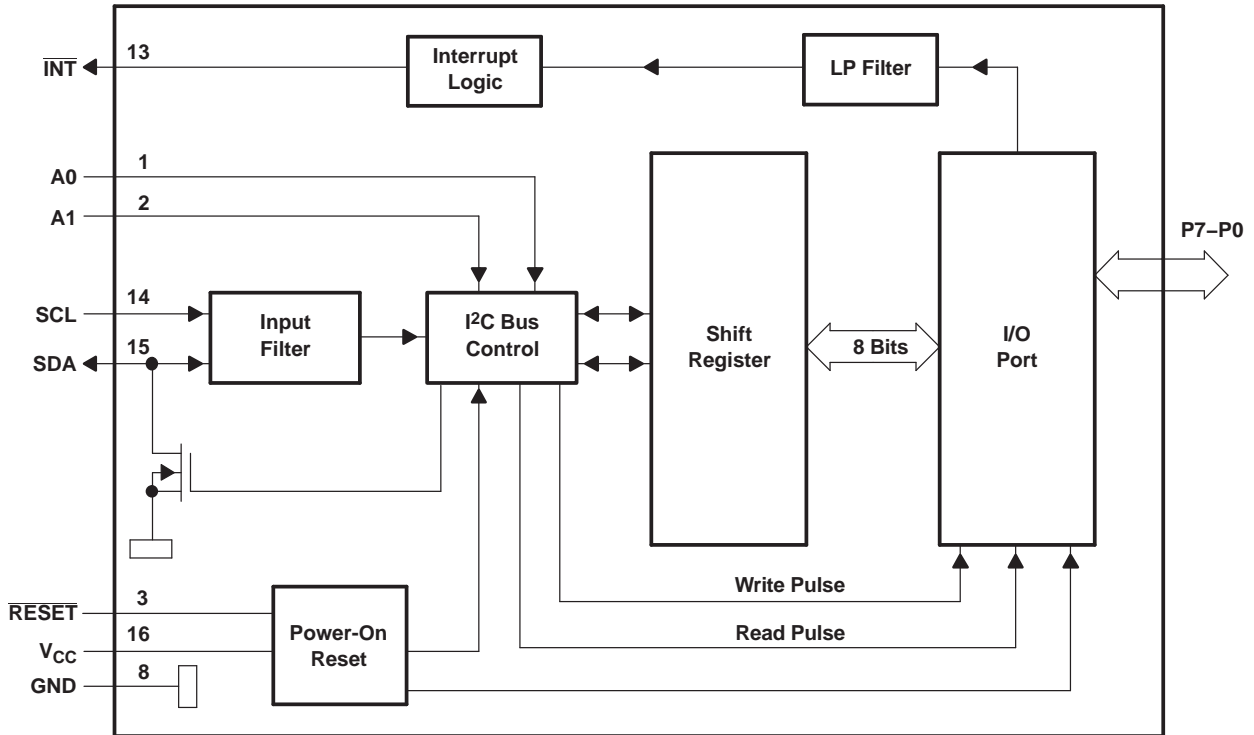 13
INT
Interrupt
Logic
LP Filter
1
A0
2
A1
P7–P0
14
SCL
15
SDA
Input
Filter
I2C Bus
Control
Shift
Register
8 Bits
I/O
Port
Write Pulse
Read Pulse
3
RESET
16
VCC
8
GND
Power-On
Reset